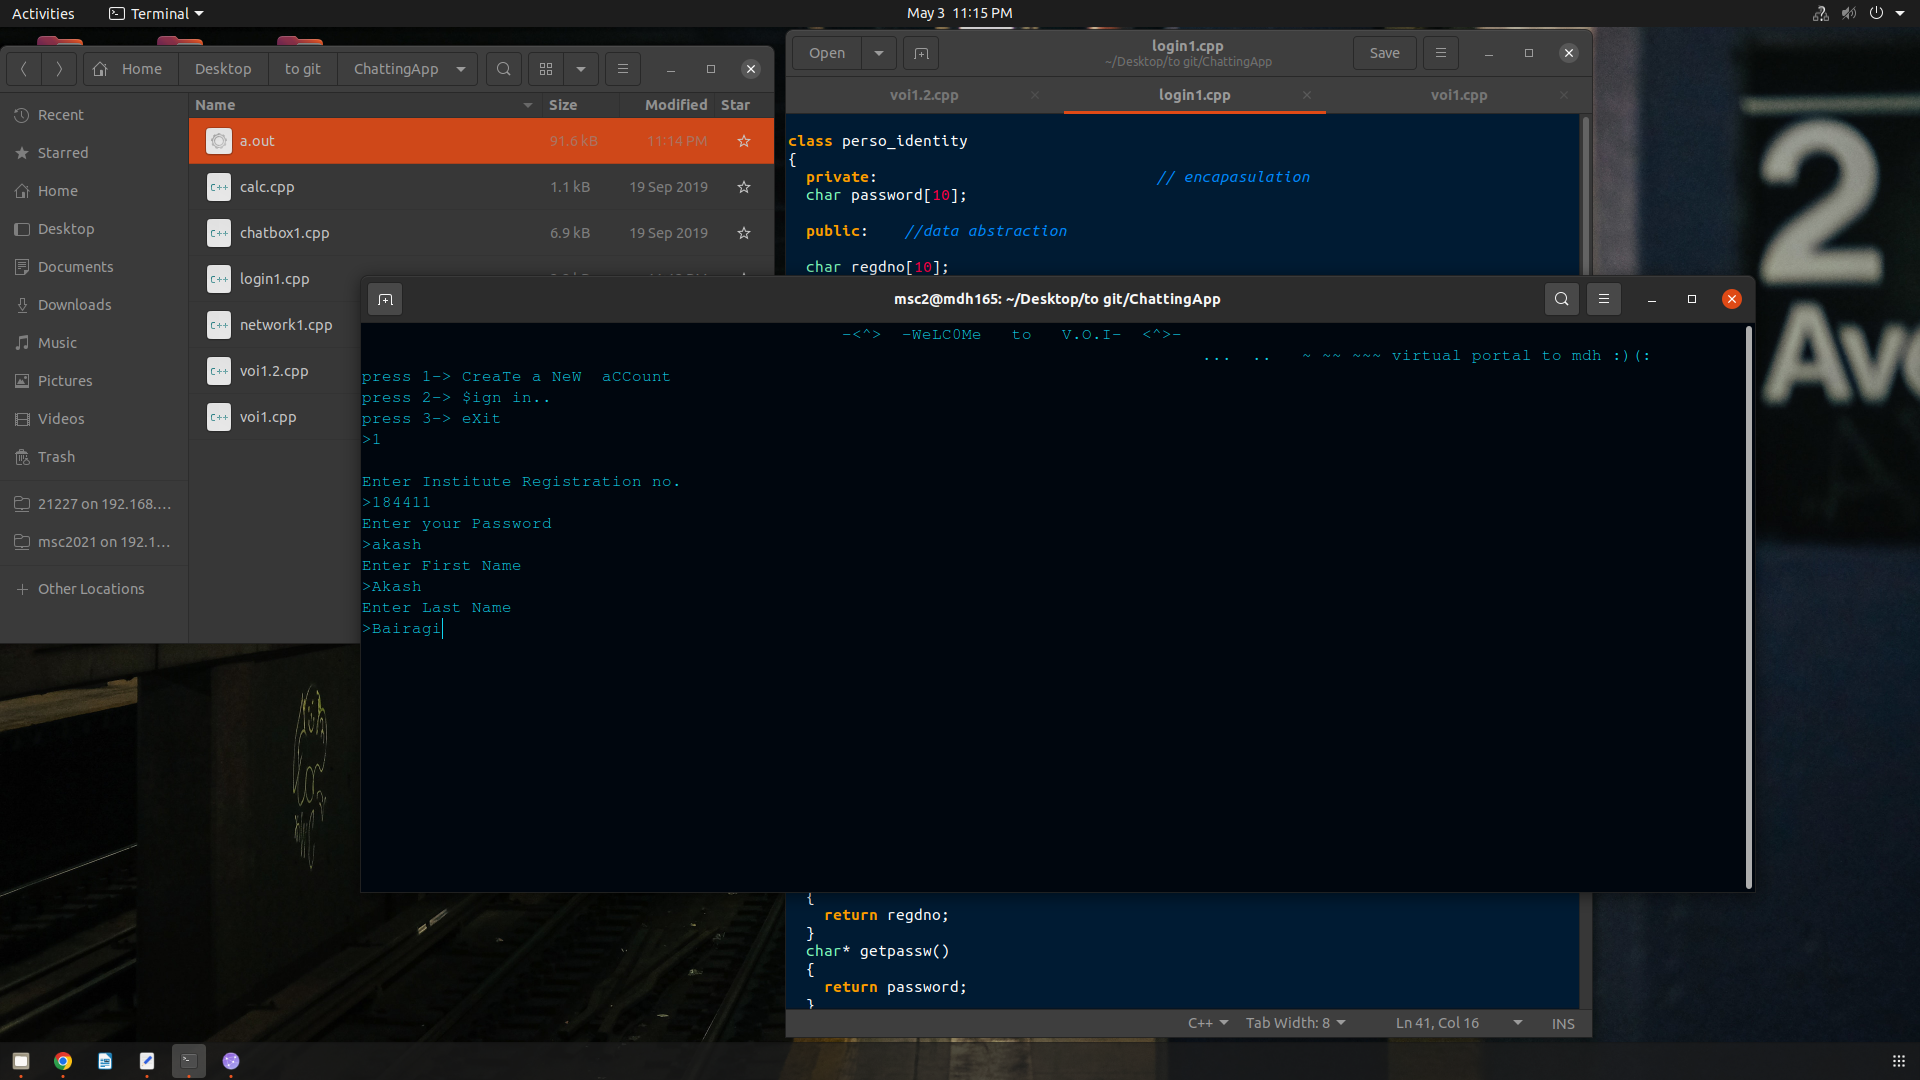 Activities
Terminal
May 3 11:15 PM
Home
Desktop
to git
ChattingApp
Name
Size
Modified
Star
Recent
Starred
Home
Desktop
Documents
Downloads
Music
Pictures
Videos
Trash
21227 on 192.168....
msc2021 on 192.1...
Other Locations
a.out 91.6 kB 11:14 PM
calc.cpp 1.1 kB 19 Sep 2019
chatbox1.cpp 6.9 kB 19 Sep 2019
login1.cpp
network1.cpp
voi1.2.cpp
voi1.cpp
Open
login1.cpp
~/Desktop/to git/ChattingApp
Save
voi1.2.cpp
login1.cpp
voi1.cpp
class perso_identity
{
private: // encapasulation
char password[10];
public: //data abstraction
char regdno[10];
msc2@mdh165: ~/Desktop/to git/ChattingApp
-<^> -WeLC0Me to V.O.I- <^>-
... .. ~ ~~ ~~~ virtual portal to mdh :)(:
press 1-> CreaTe a NeW aCCount
press 2-> $ign in..
press 3-> eXit
>1
Enter Institute Registration no.
>184411
Enter your Password
>akash
Enter First Name
>Akash
Enter Last Name
>Bairagi
{
return regdno;
}
char* getpassw()
{
return password;
}
C++
Tab Width: 8
Ln 41, Col 16
INS
2
Ave